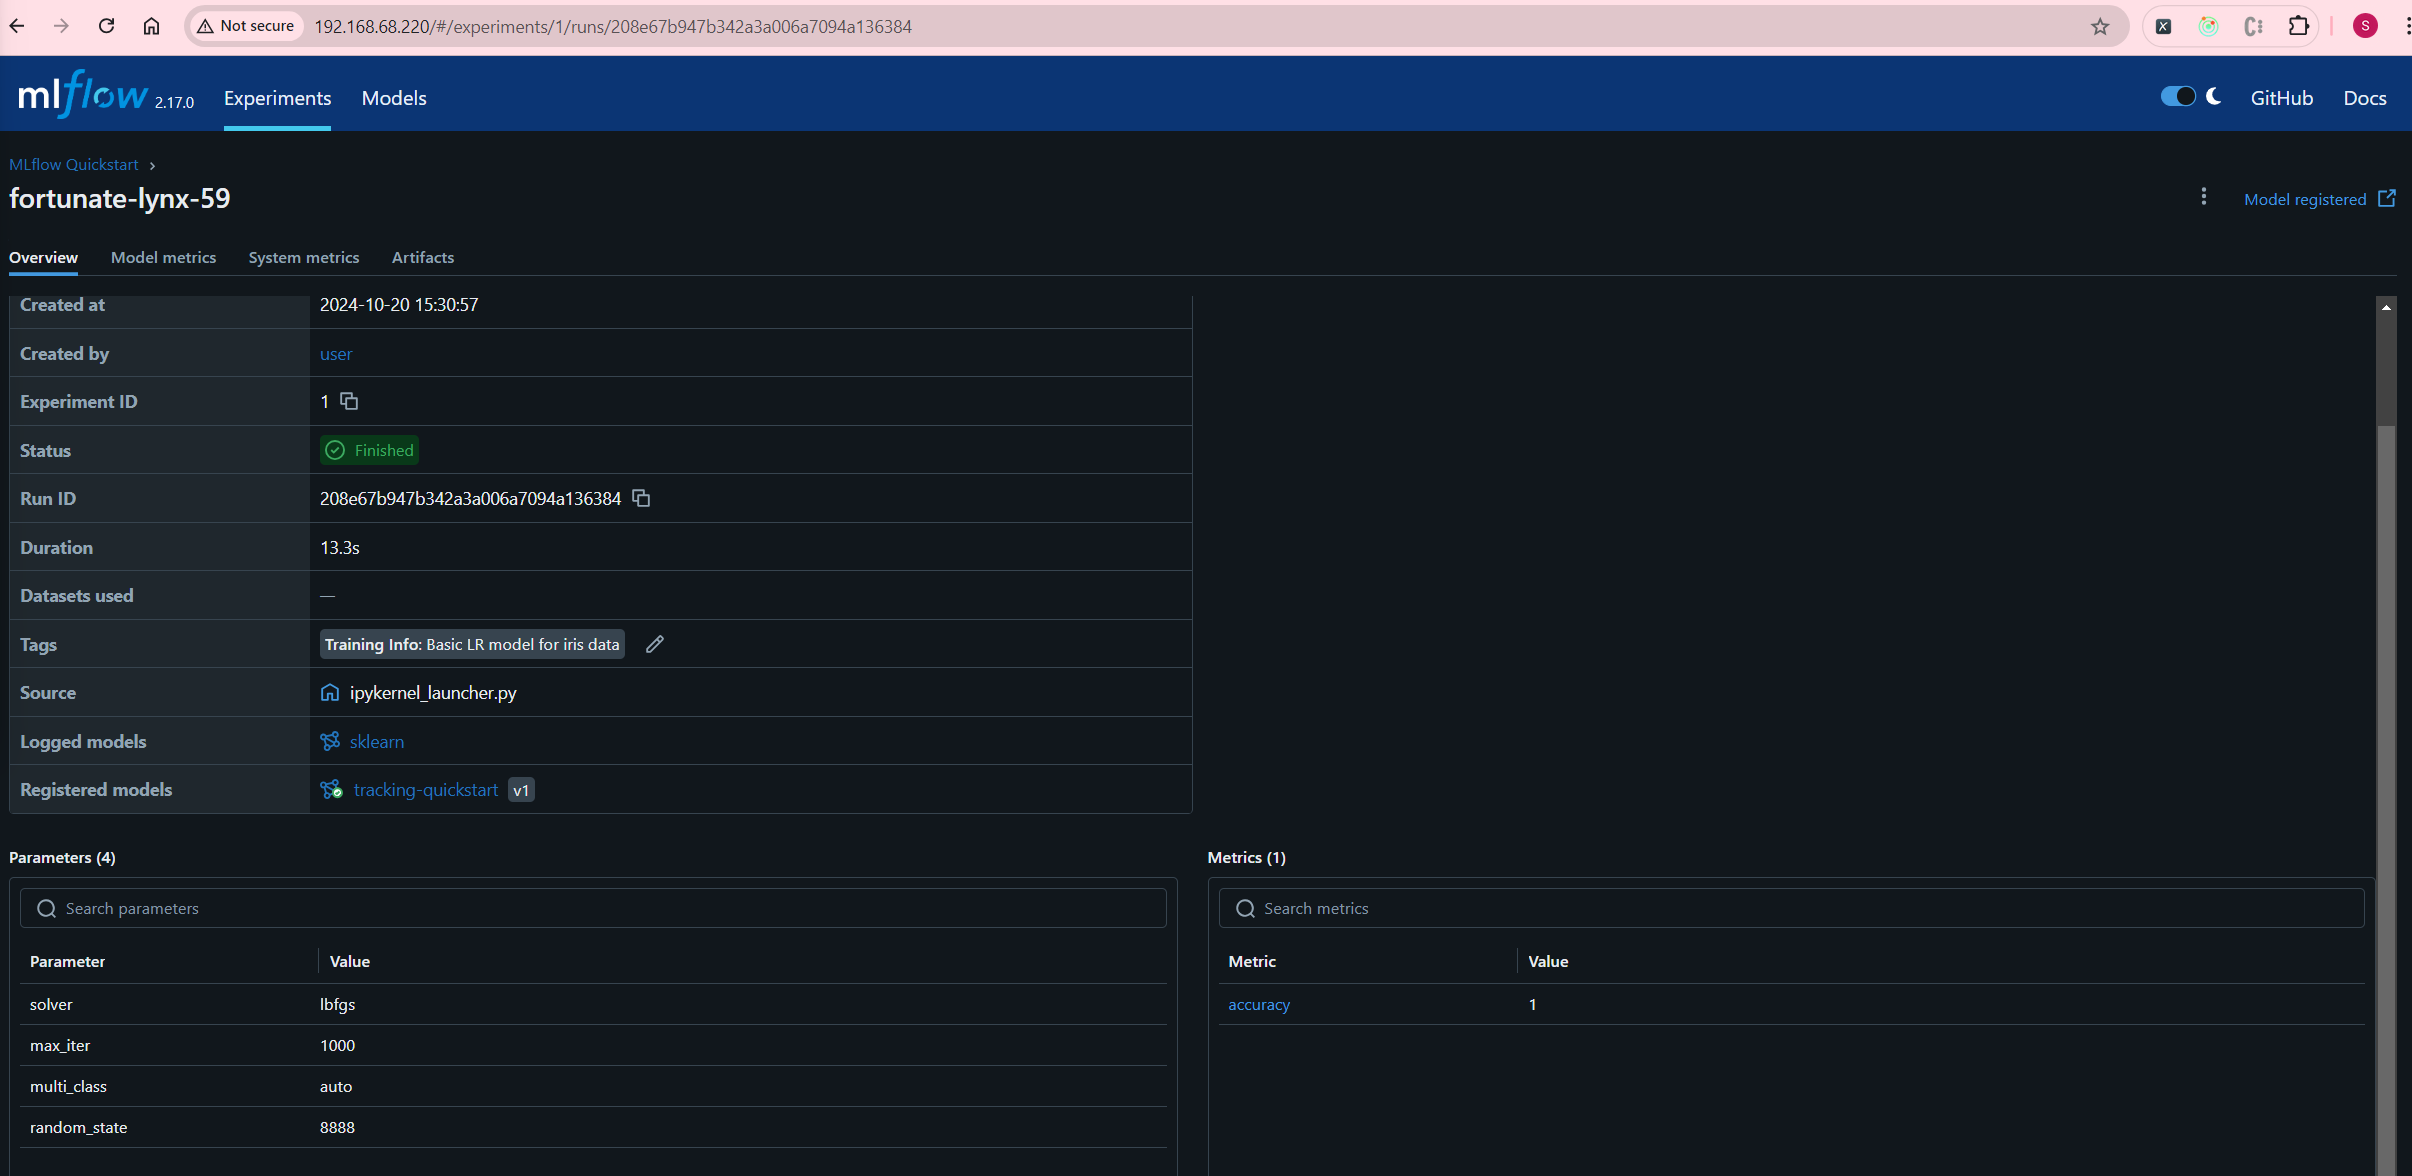 Not secure 192.168.68.220/#/experiments/1/runs/208e67b947b342a3a006a7094a136384 S
mlflow 2.17.0 Experiments Models GitHub Docs
MLflow Quickstart
fortunate-lynx-59 Model registered
Overview Model metrics System metrics Artifacts
Created at 2024-10-20 15:30:57
Created by user
Experiment ID 1
Status Finished
Run ID 208e67b947b342a3a006a7094a136384
Duration 13.3s
Datasets used —
Tags Training Info: Basic LR model for iris data
Source ipykernel_launcher.py
Logged models sklearn
Registered models tracking-quickstart v1
Parameters (4)
Search parameters
Parameter Value
solver lbfgs
max_iter 1000
multi_class auto
random_state 8888
Metrics (1)
Search metrics
Metric Value
accuracy 1